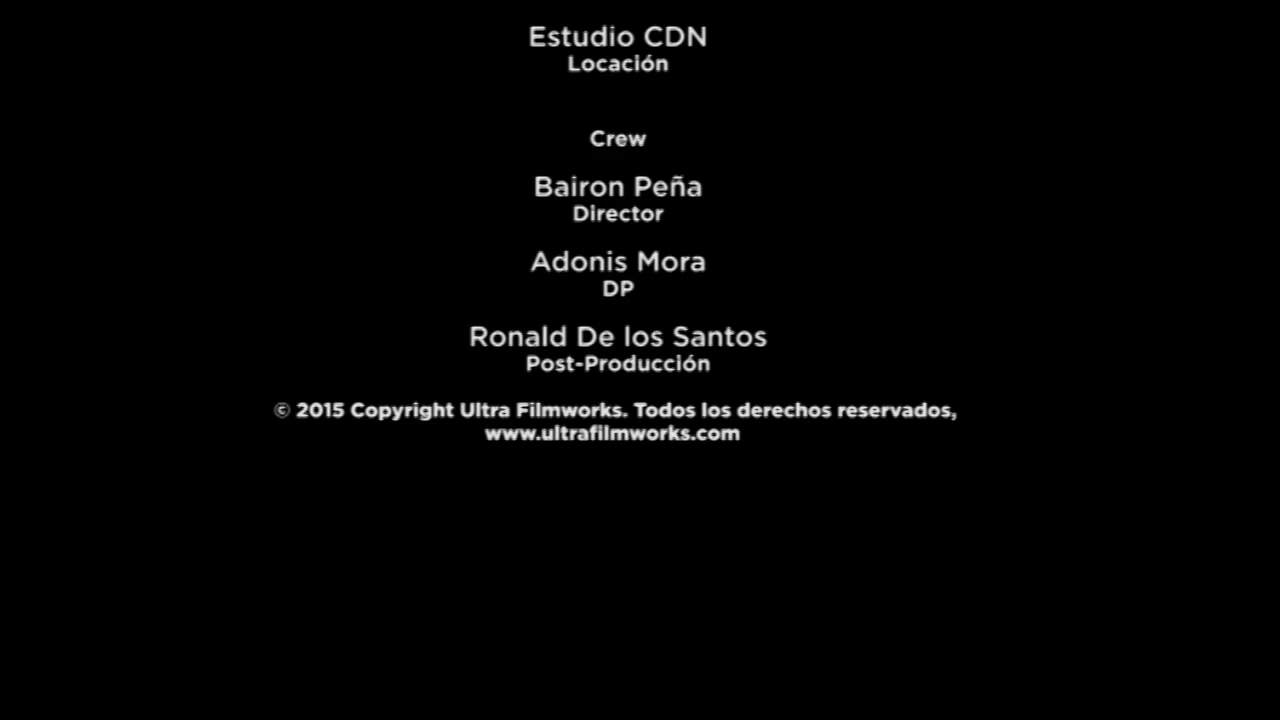 Estudio CDN
Locación
Crew
Bairon Peña
Director
Adonis Mora
DP
Ronald De los Santos
Post-Producción
© 2015 Copyright Ultra Filmworks. Todos los derechos reservados,
www.ultrafilmworks.com